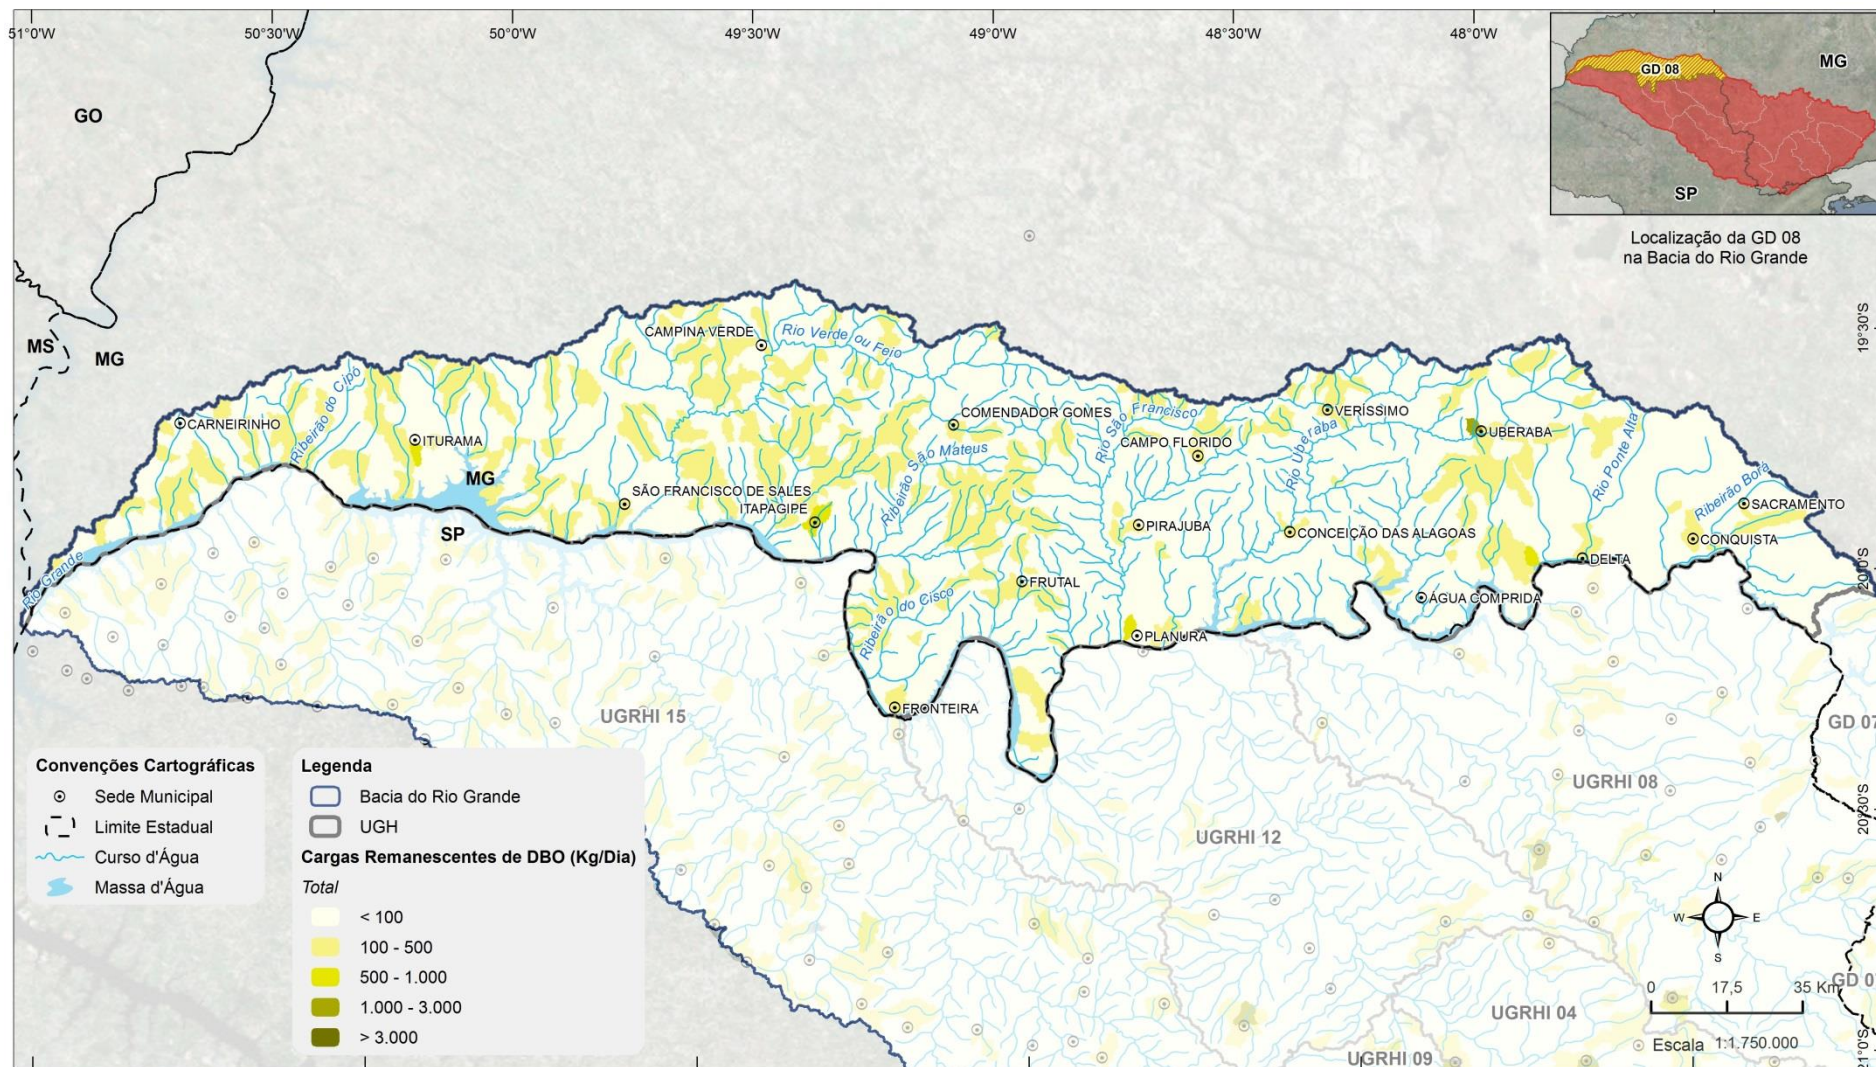 51°0'W
50°30'W
50°0'W
49°30'W
49°0'W
48°30'W
48°0'W
GO
MS
MG
GD 08
MG
SP
Localização da GD 08
na Bacia do Rio Grande
19°30'S
20°0'S
20°30'S
21°0'S
CAMPINA VERDE
Rio Verde ou Feio
CARNEIRINHO
Ribeirão do Cipó
ITURAMA
COMENDADOR GOMES
Rio São Francisco
VERÍSSIMO
CAMPO FLORIDO
Rio Uberaba
UBERABA
Rio Ponte Alta
Ribeirão São Mateus
MG
SÃO FRANCISCO DE SALES
ITAPAGIPE
Ribeirão Borá
SACRAMENTO
SP
PIRAJUBA
CONCEIÇÃO DAS ALAGOAS
CONQUISTA
Rio Grande
DELTA
FRUTAL
Ribeirão do Cisco
ÁGUA COMPRIDA
PLANURA
FRONTEIRA
UGRHI 15
GD 07
UGRHI 08
UGRHI 12
UGRHI 04
UGRHI 09
GD 0
Convenções Cartográficas
Sede Municipal
Limite Estadual
Curso d'Água
Massa d'Água
Legenda
Bacia do Rio Grande
UGH
Cargas Remanescentes de DBO (Kg/Dia)
Total
< 100
100 - 500
500 - 1.000
1.000 - 3.000
> 3.000
N
W
E
S
0 17,5 35 Km
Escala 1:1.750.000